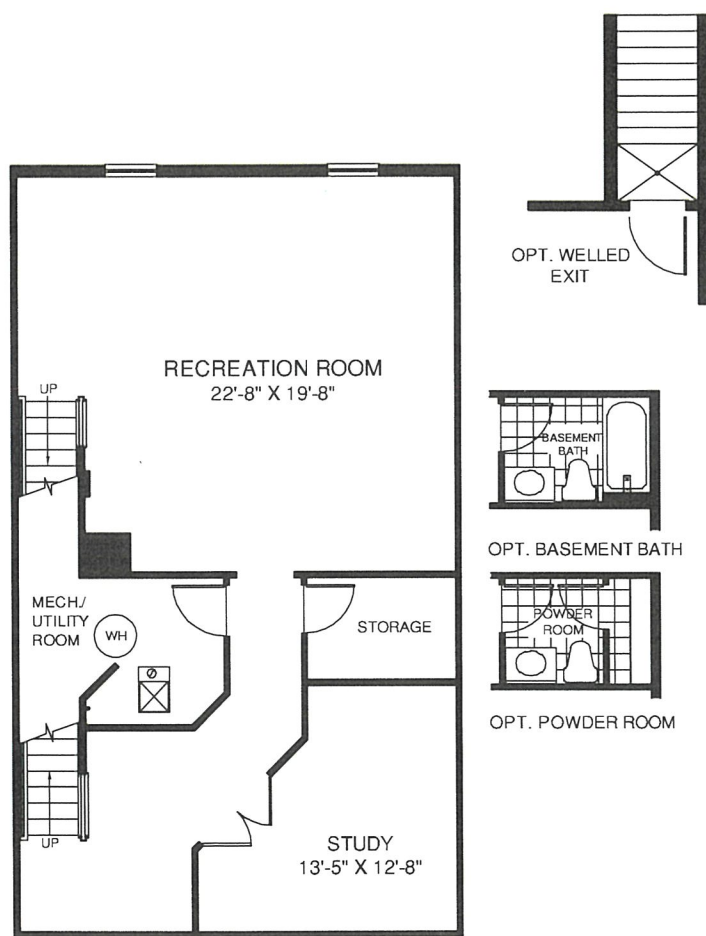 OPT. WELLED
EXIT
RECREATION ROOM
22'-8" X 19'-8"
UP
BASEMENT
BATH
OPT. BASEMENT BATH
MECH./
UTILITY
ROOM
WH
STORAGE
POWDER
ROOM
OPT. POWDER ROOM
UP
STUDY
13'-5" X 12'-8"